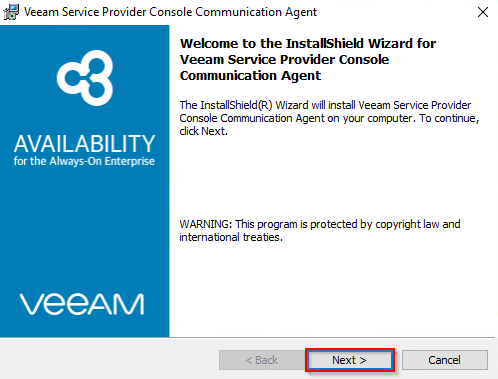 Veeam Service Provider Console Communication Agent
Welcome to the InstallShield Wizard for
Veeam Service Provider Console
Communication Agent
The InstallShield(R) Wizard will install Veeam Service Provider
Console Communication Agent on your computer. To continue,
click Next.
AVAILABILITY
for the Always-On Enterprise
WARNING: This program is protected by copyright law and
international treaties.
veeAM
< Back
Next >
Cancel